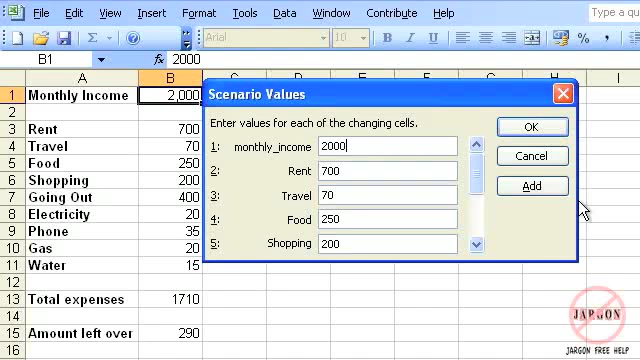 File Edit View Insert Format Tools Data Window Contribute Help Type a qu
Arial 10
B1 fx 2000
A B C D E F G H I
1 Monthly Income 2,000
2
3 Rent 700
4 Travel 70
5 Food 250
6 Shopping 200
7 Going Out 400
8 Electricity 20
9 Phone 35
10 Gas 20
11 Water 15
12
13 Total expenses 1710
14
15 Amount left over 290
16
Scenario Values
Enter values for each of the changing cells.
1: monthly_income 2000
2: Rent 700
3: Travel 70
4: Food 250
5: Shopping 200
OK
Cancel
Add
JARGON
JARGON FREE HELP